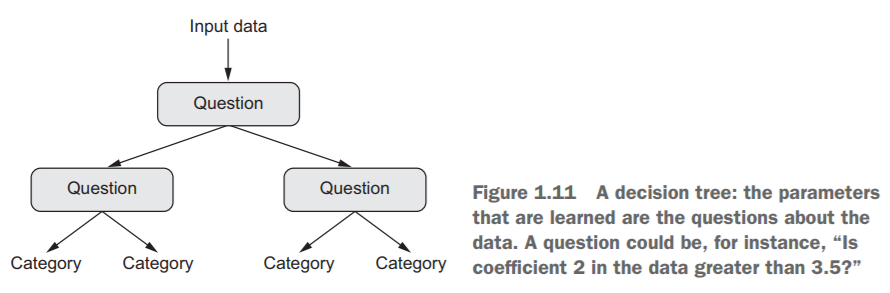 Input data
Question
Question Question
Category Category Category Category
Figure 1.11 A decision tree: the parameters
that are learned are the questions about the
data. A question could be, for instance, “Is
coefficient 2 in the data greater than 3.5?”